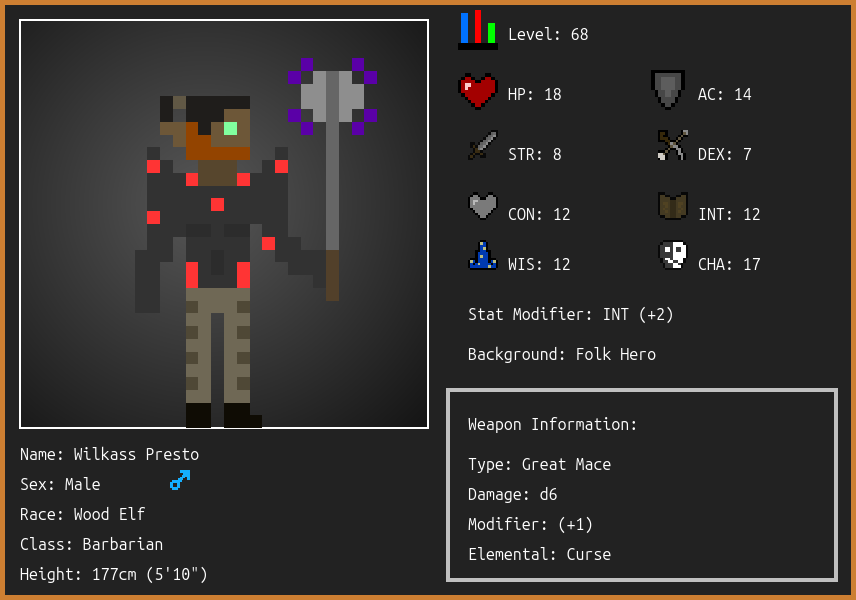 Level: 68
HP: 18
AC: 14
STR: 8
DEX: 7
CON: 12
INT: 12
WIS: 12
CHA: 17
Stat Modifier: INT (+2)
Background: Folk Hero
Weapon Information:
Type: Great Mace
Damage: d6
Modifier: (+1)
Elemental: Curse
Name: Wilkass Presto
Sex: Male
Race: Wood Elf
Class: Barbarian
Height: 177cm (5'10")